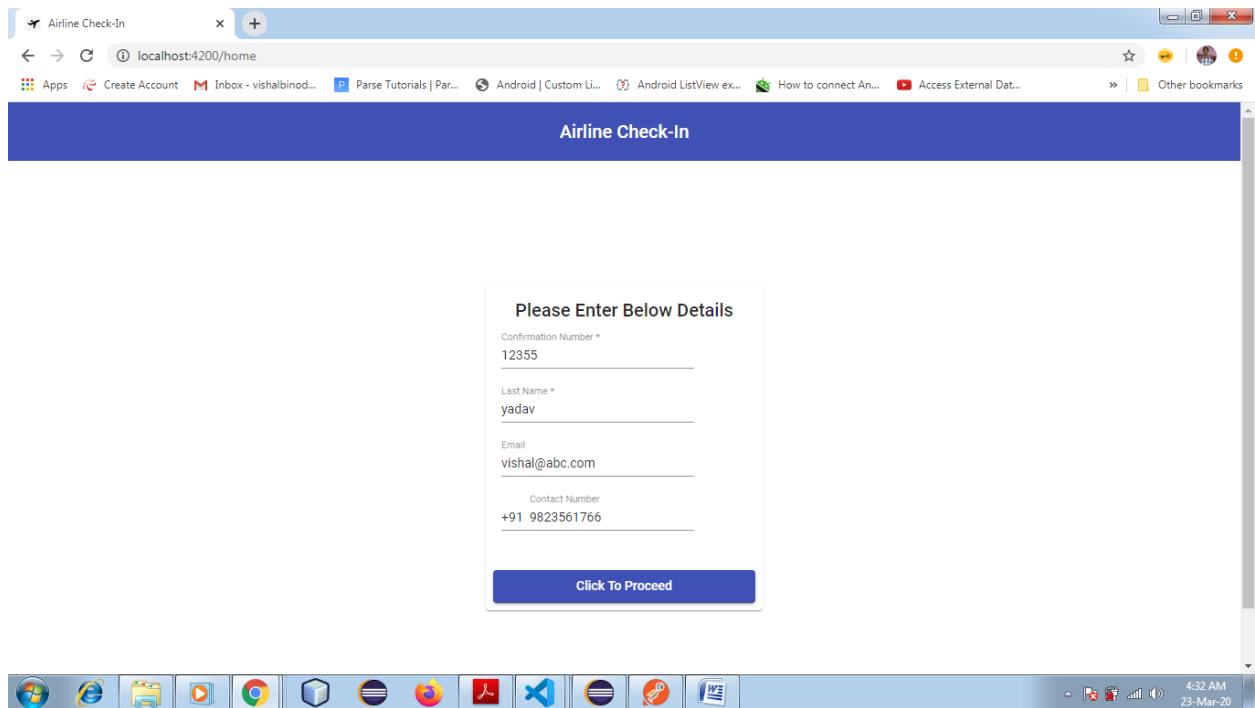 Airline Check-In
localhost:4200/home
Apps Create Account Inbox - vishalbinod... Parse Tutorials | Par... Android | Custom Li... Android ListView ex... How to connect An... Access External Dat... » Other bookmarks
Airline Check-In
Please Enter Below Details
Confirmation Number *
12355
Last Name *
yadav
Email
vishal@abc.com
Contact Number
+91 9823561766
Click To Proceed
4:32 AM
23-Mar-20